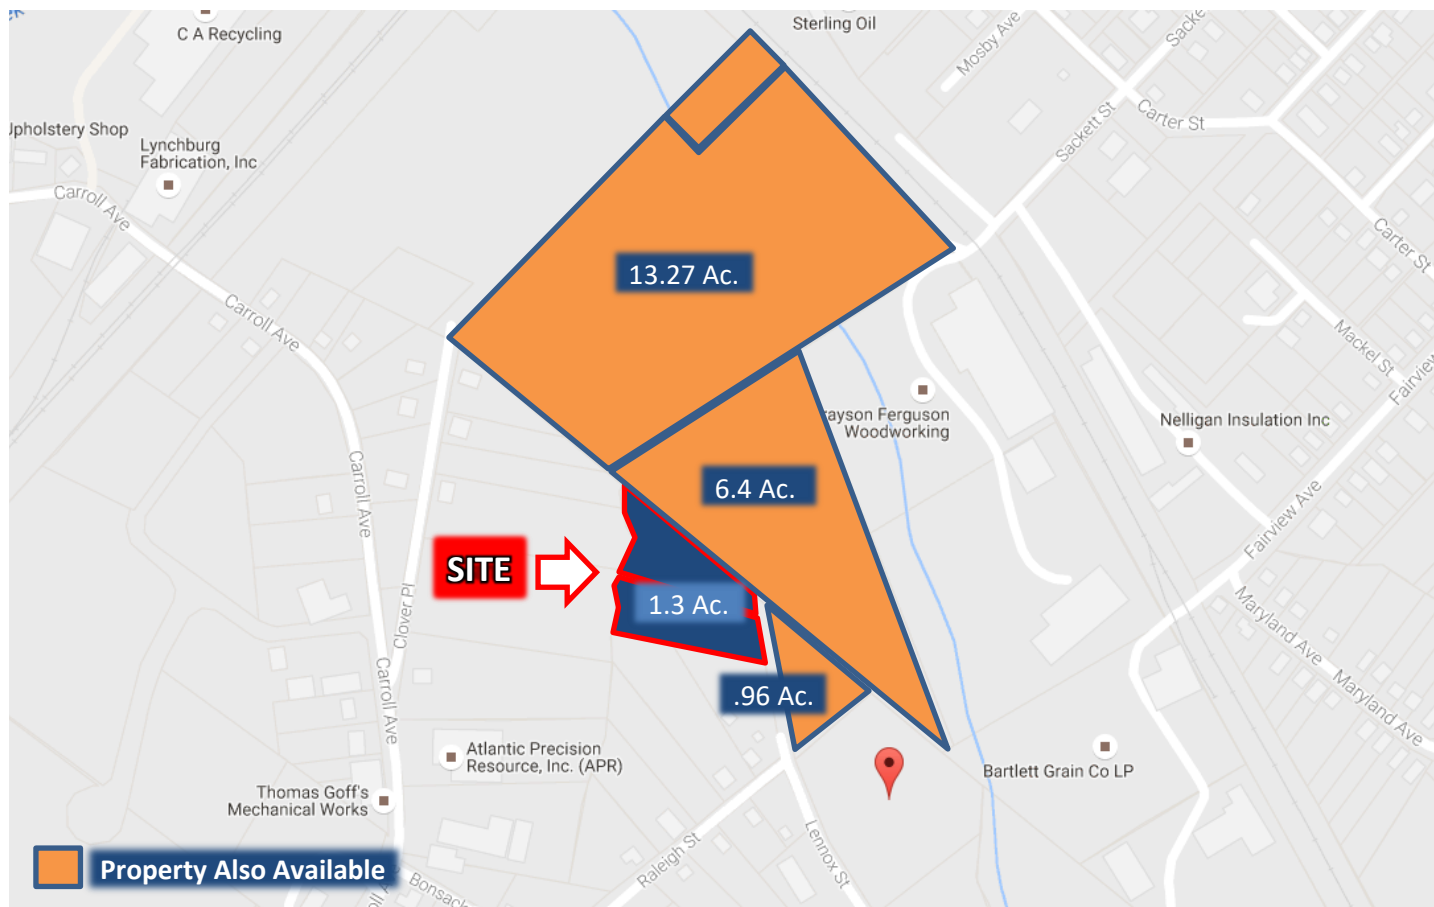 C A Recycling
Sterling Oil
Mosby Ave
Carter St
Sackett St
Upholstery Shop
Lynchburg
Fabrication, Inc
Carroll Ave
Carter St
13.27 Ac.
Carroll Ave
Mackel St
Fairview
rayson Ferguson
Woodworking
Nelligan Insulation Inc
6.4 Ac.
Carroll Ave
Fairview Ave
SITE
1.3 Ac.
Clover Pl
Maryland Ave
Maryland Ave
.96 Ac.
Carroll Ave
Atlantic Precision
Resource, Inc. (APR)
Bartlett Grain Co LP
Thomas Goff's
Mechanical Works
Raleigh St
Lennox St
Property Also Available
Bonsack